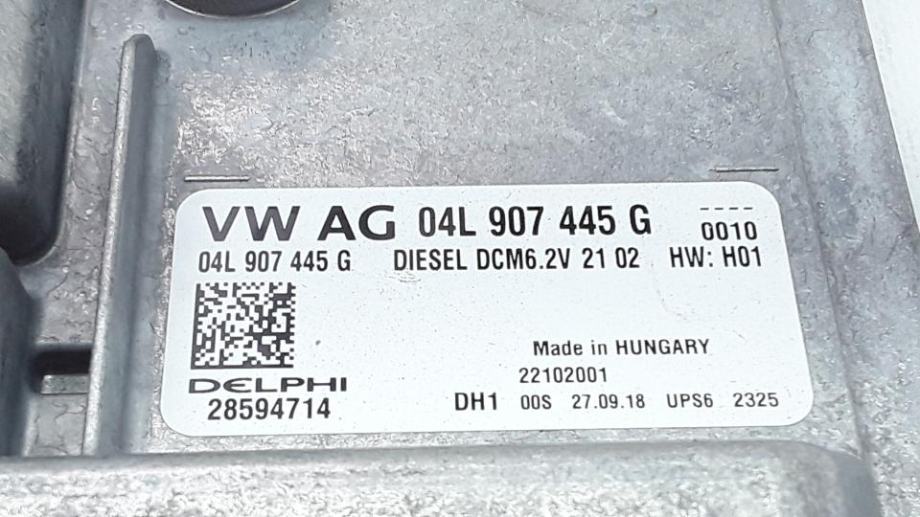 VW AG 04L 907 445 G ----
0010
04L 907 445 G DIESEL DCM6.2V 21 02 HW: H01
Made in HUNGARY
22102001
DELPHI
28594714 DH1 00S 27.09.18 UPS6 2325